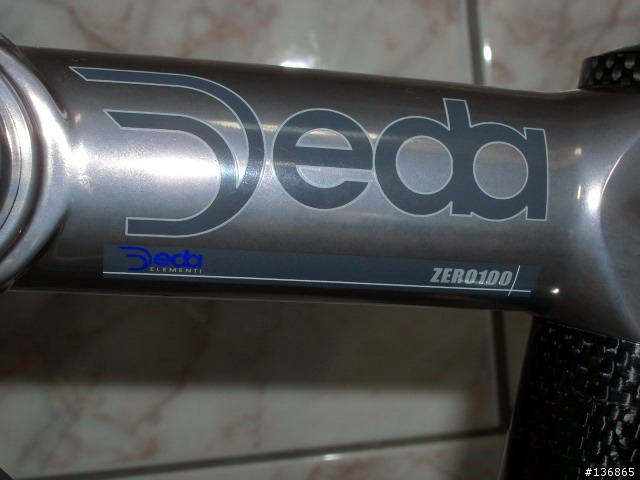 Deda
Deda
ELEMENTI
ZERO100
#136865